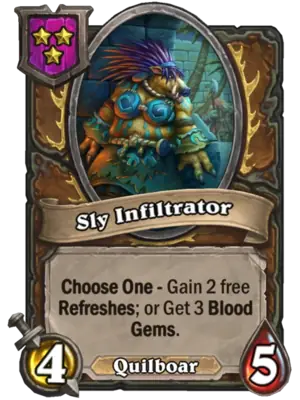 Sly Infiltrator
Choose One - Gain 2 free
Refreshes; or Get 3 Blood
Gems.
4
Quilboar
5